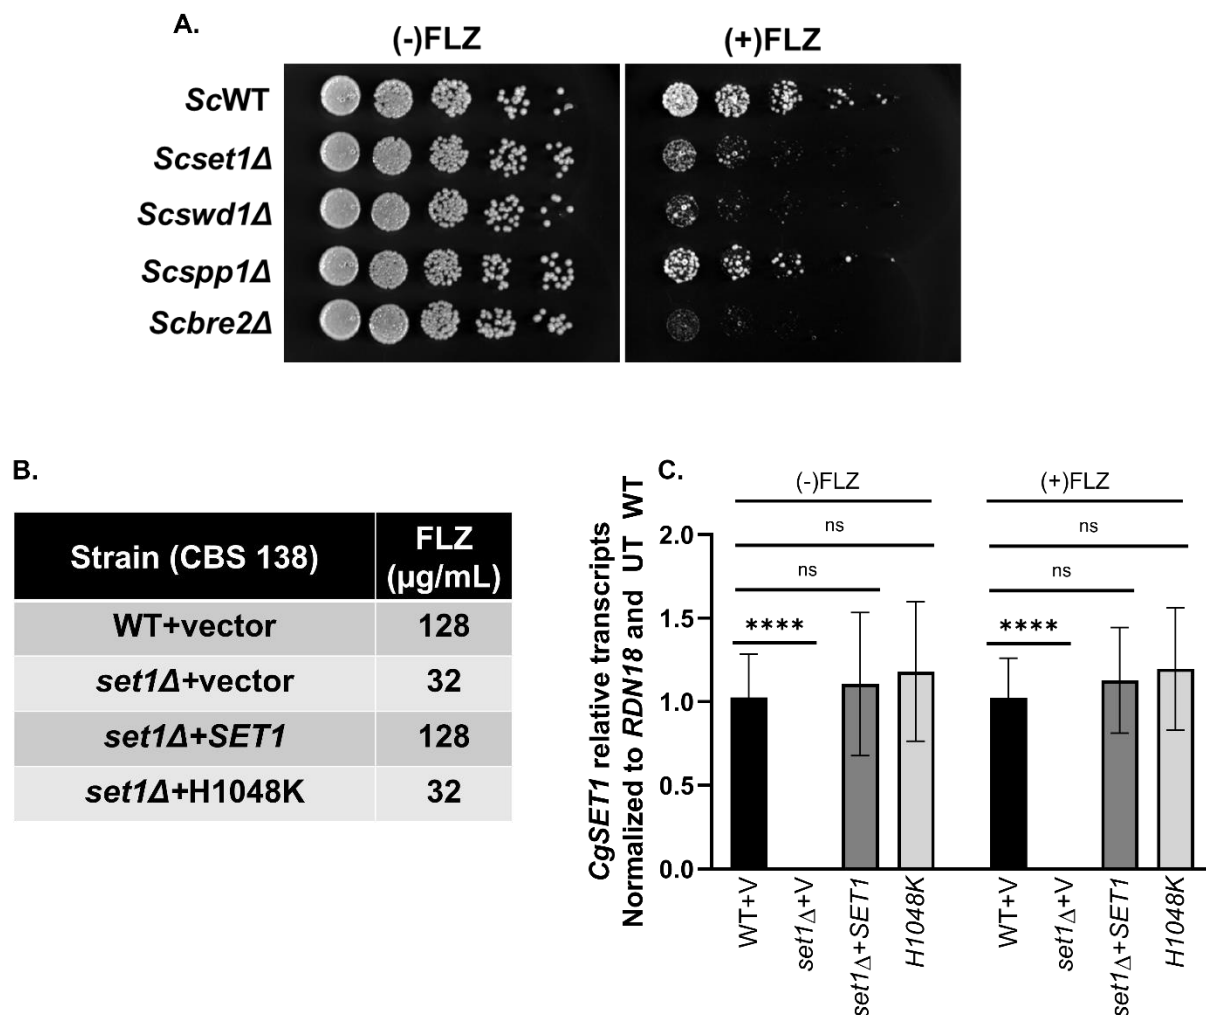 A.
(-)FLZ
(+)FLZ
ScWT
Scset1Δ
Scswd1Δ
Scspp1Δ
Scbre2Δ
B.
Strain (CBS 138)
FLZ
(µg/mL)
WT+vector
128
set1Δ+vector
32
set1Δ+SET1
128
set1Δ+H1048K
32
C.
CgSET1 relative transcripts
Normalized to RDN18 and UT WT
(-)FLZ
(+)FLZ
ns
ns
ns
ns
****
****
2.0
1.5
1.0
0.5
0.0
WT+V
set1Δ+V
set1Δ+SET1
H1048K
WT+V
set1Δ+V
set1Δ+SET1
H1048K